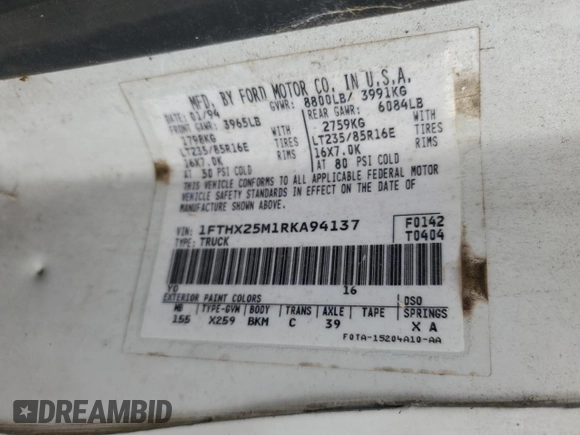 MFD. BY FORD MOTOR CO. IN U.S.A.
DATE: 01/94 GVWR: 8800LB/ 3991KG
FRONT GAWR: 3965LB REAR GAWR: 6084LB
1798KG WITH 2759KG WITH
LT235/85R16E TIRES LT235/85R16E TIRES
16X7.0K RIMS 16X7.0K RIMS
AT 50 PSI COLD AT 80 PSI COLD
THIS VEHICLE CONFORMS TO ALL APPLICABLE FEDERAL MOTOR
VEHICLE SAFETY STANDARDS IN EFFECT ON THE DATE OF
MANUFACTURE SHOWN ABOVE.
VIN: 1FTHX25M1RKA94137 F0142
TYPE: TRUCK T0404
YO 16
EXTERIOR PAINT COLORS DSO
WB TYPE-GVW BODY TRANS AXLE TAPE SPRINGS
155 X259 BKM C 39 X A
F0TA-15204A10-AA
DREAMBID